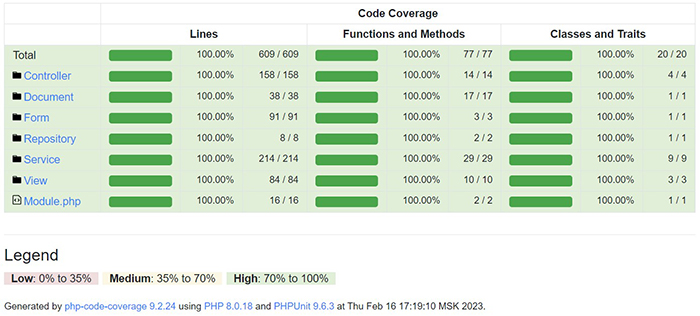 Code Coverage
Lines Functions and Methods Classes and Traits
Total 100.00% 609 / 609 100.00% 77 / 77 100.00% 20 / 20
Controller 100.00% 158 / 158 100.00% 14 / 14 100.00% 4 / 4
Document 100.00% 38 / 38 100.00% 17 / 17 100.00% 1 / 1
Form 100.00% 91 / 91 100.00% 3 / 3 100.00% 1 / 1
Repository 100.00% 8 / 8 100.00% 2 / 2 100.00% 1 / 1
Service 100.00% 214 / 214 100.00% 29 / 29 100.00% 9 / 9
View 100.00% 84 / 84 100.00% 10 / 10 100.00% 3 / 3
Module.php 100.00% 16 / 16 100.00% 2 / 2 100.00% 1 / 1
Legend
Low: 0% to 35% Medium: 35% to 70% High: 70% to 100%
Generated by php-code-coverage 9.2.24 using PHP 8.0.18 and PHPUnit 9.6.3 at Thu Feb 16 17:19:10 MSK 2023.